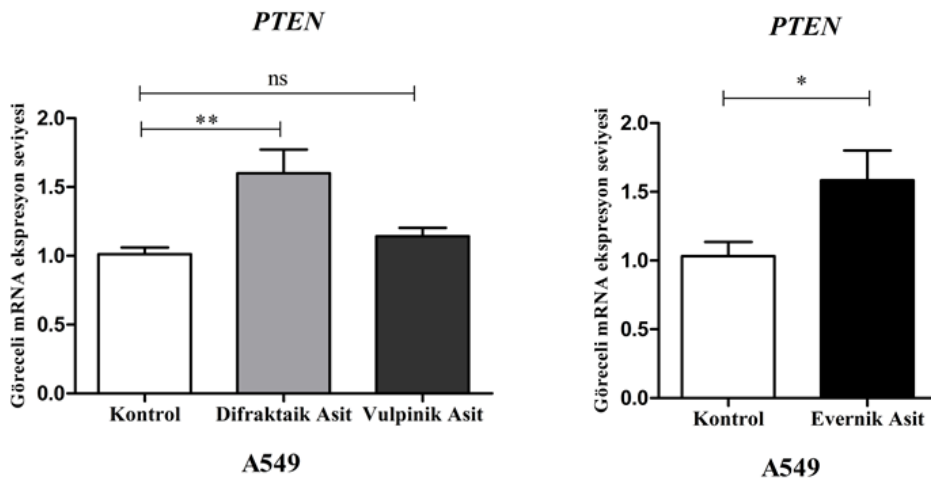 PTEN
ns
**
Göreceli mRNA ekspresyon seviyesi
2.0
1.5
1.0
0.5
0.0
Kontrol Difraktaik Asit Vulpinik Asit
A549
PTEN
*
Göreceli mRNA ekspresyon seviyesi
2.0
1.5
1.0
0.5
0.0
Kontrol Evernik Asit
A549